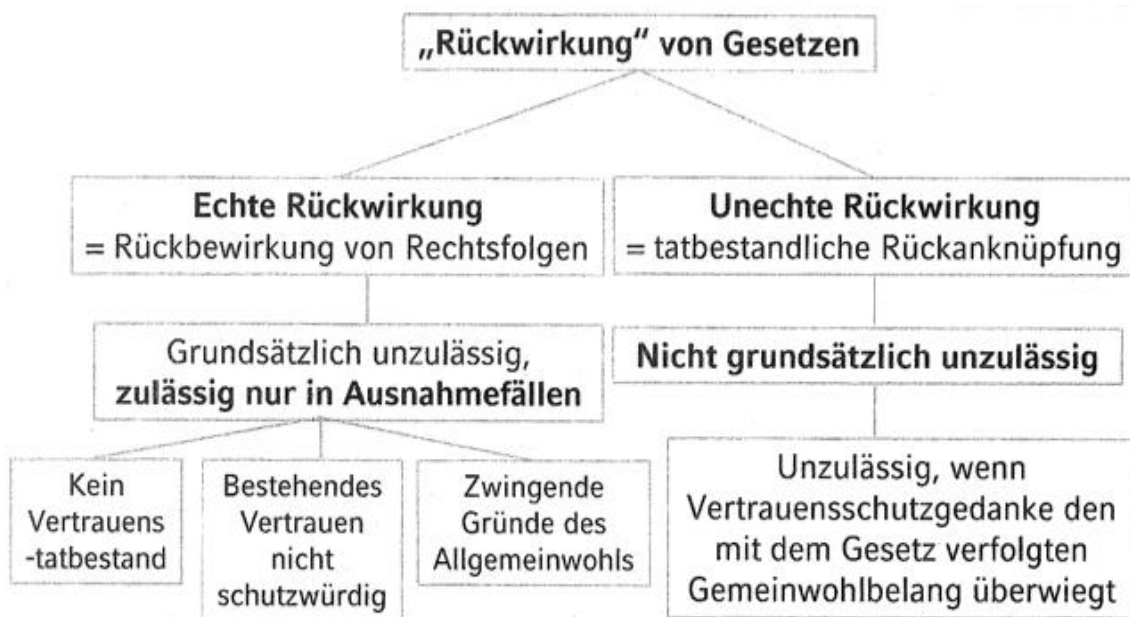 „Rückwirkung“ von Gesetzen
Echte Rückwirkung
= Rückbewirkung von Rechtsfolgen
Unechte Rückwirkung
= tatbestandliche Rückanknüpfung
Grundsätzlich unzulässig,
zulässig nur in Ausnahmefällen
Nicht grundsätzlich unzulässig
Kein
Vertrauens
-tatbestand
Bestehendes
Vertrauen
nicht
schutzwürdig
Zwingende
Gründe des
Allgemeinwohls
Unzulässig, wenn
Vertrauensschutzgedanke den
mit dem Gesetz verfolgten
Gemeinwohlbelang überwiegt